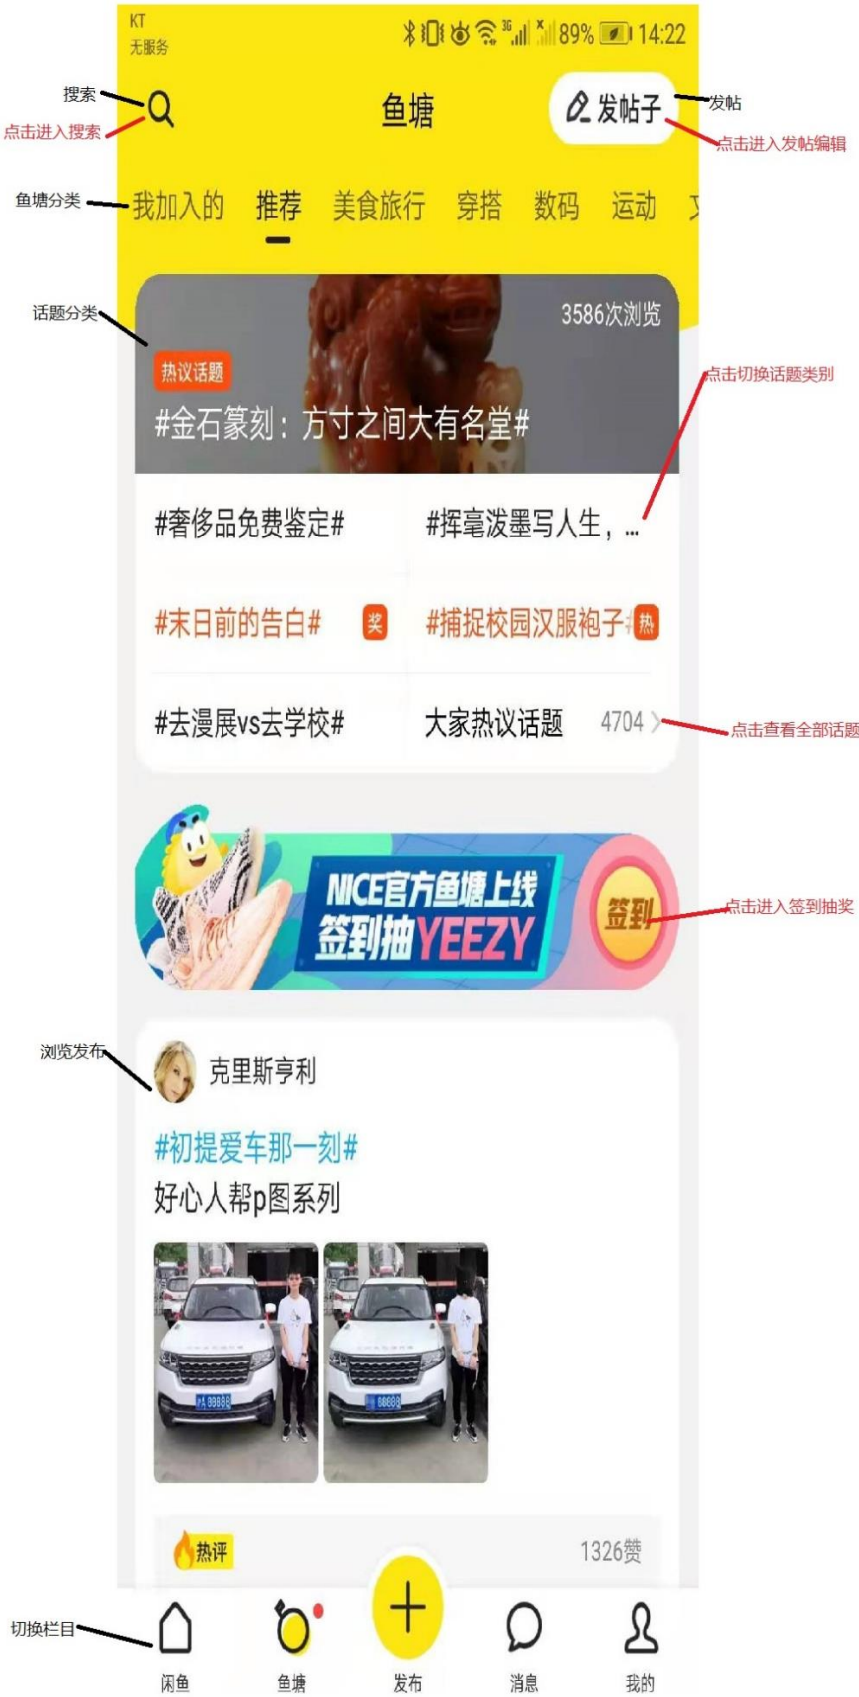 KT
无服务
3G
89%
14:22
搜索
点击进入搜索
鱼塘
发帖子
发帖
点击进入发帖编辑
鱼塘分类
我加入的 推荐 美食旅行 穿搭 数码 运动
话题分类
3586次浏览
热议话题
#金石篆刻：方寸之间大有名堂#
点击切换话题类别
#奢侈品免费鉴定#
#挥毫泼墨写人生，...
#末日前的告白# 奖
#捕捉校园汉服袍子# 热
#去漫展vs去学校#
大家热议话题 4704
点击查看全部话题
NICE官方鱼塘上线
签到抽YEEZY
签到
点击进入签到抽奖
浏览发布
克里斯亨利
#初提爱车那一刻#
好心人帮p图系列
热评
1326赞
切换栏目
闲鱼 鱼塘 发布 消息 我的